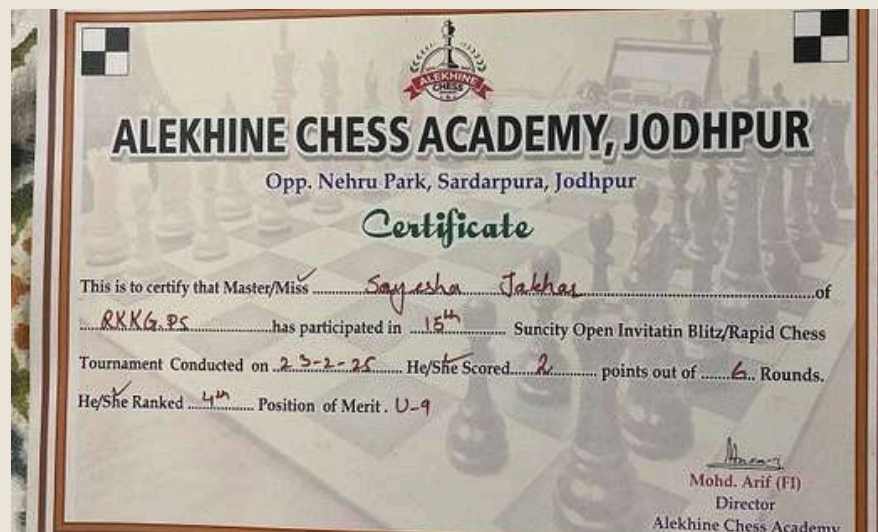 ALEKHINE
CHESS
ALEKHINE CHESS ACADEMY, JODHPUR
Opp. Nehru Park, Sardarpura, Jodhpur
Certificate
This is to certify that Master/Miss Sayesha Jakhar of
RKKG.PS has participated in 15th Suncity Open Invitatin Blitz/Rapid Chess
Tournament Conducted on 23-2-25 He/She Scored 2 points out of 6 Rounds.
He/She Ranked 4th Position of Merit. U-9
Mohd. Arif (FI)
Director
Alekhine Chess Academy